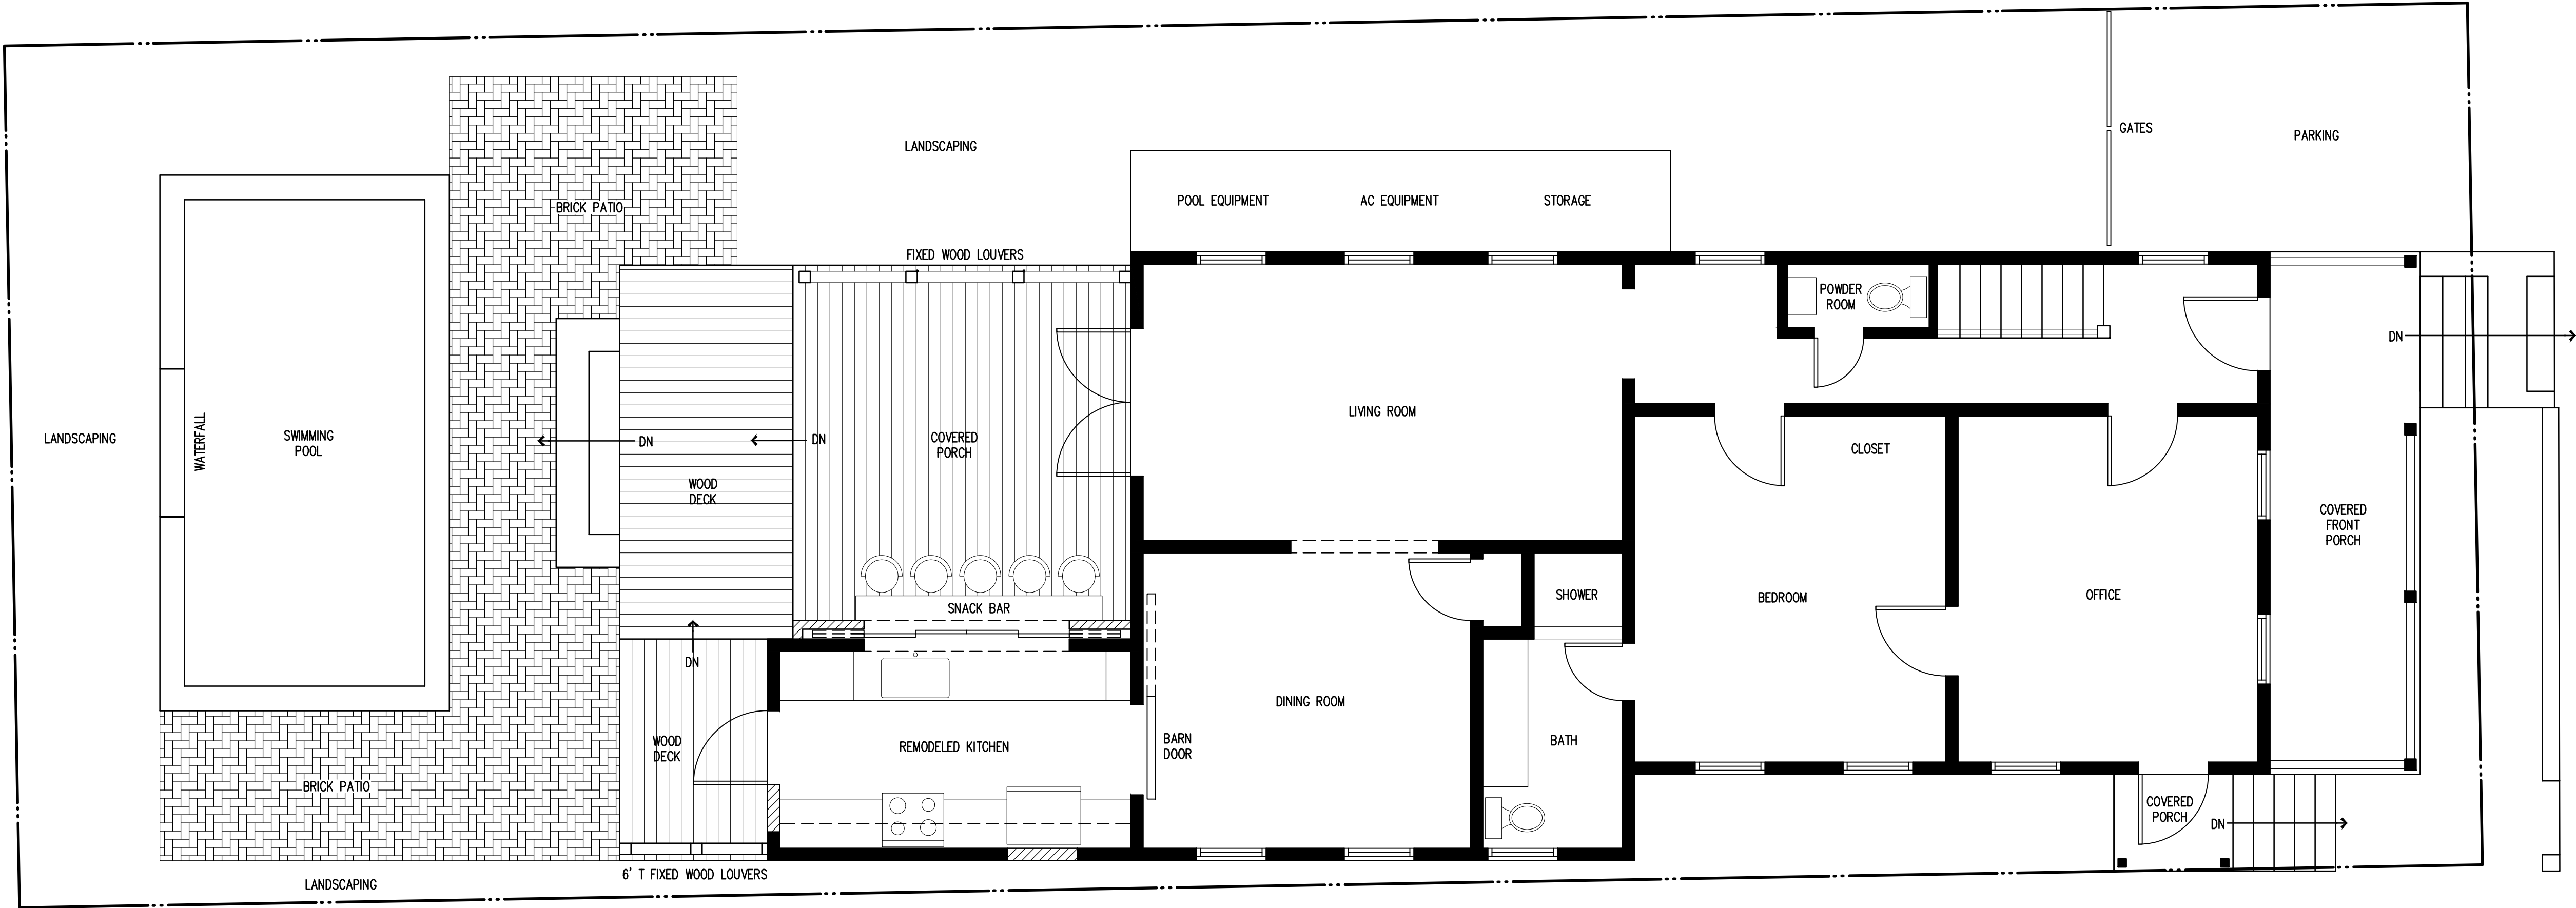 GATES
PARKING
LANDSCAPING
POOL EQUIPMENT
AC EQUIPMENT
STORAGE
BRICK PATIO
FIXED WOOD LOUVERS
POWDER
ROOM
DN
LIVING ROOM
LANDSCAPING
WATERFALL
SWIMMING
POOL
DN
DN
COVERED
PORCH
CLOSET
WOOD
DECK
COVERED
FRONT
PORCH
SNACK BAR
SHOWER
BEDROOM
OFFICE
DN
DINING ROOM
WOOD
DECK
REMODELED KITCHEN
BARN
DOOR
BATH
BRICK PATIO
COVERED
PORCH
DN
LANDSCAPING
6' T FIXED WOOD LOUVERS